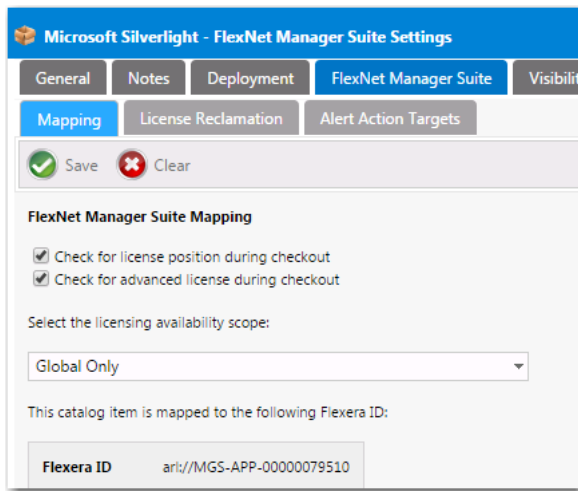 Microsoft Silverlight - FlexNet Manager Suite Settings
General Notes Deployment FlexNet Manager Suite Visibili
Mapping License Reclamation Alert Action Targets
Save Clear
FlexNet Manager Suite Mapping
Check for license position during checkout
Check for advanced license during checkout
Select the licensing availability scope:
Global Only
This catalog item is mapped to the following Flexera ID:
Flexera ID arl://MGS-APP-00000079510